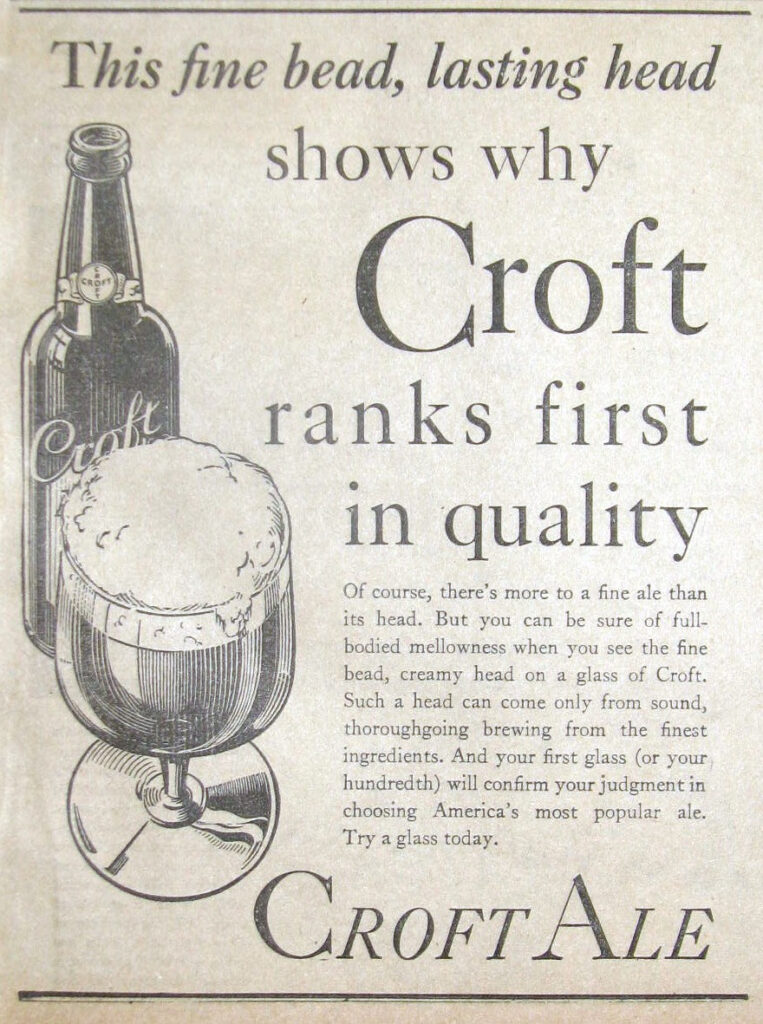 This fine bead, lasting head
shows why
Croft
ranks first
in quality
CROFT
CROFT
Croft
Of course, there's more to a fine ale than
its head. But you can be sure of full-
bodied mellowness when you see the fine
bead, creamy head on a glass of Croft.
Such a head can come only from sound,
thoroughgoing brewing from the finest
ingredients. And your first glass (or your
hundredth) will confirm your judgment in
choosing America's most popular ale.
Try a glass today.
CROFT ALE